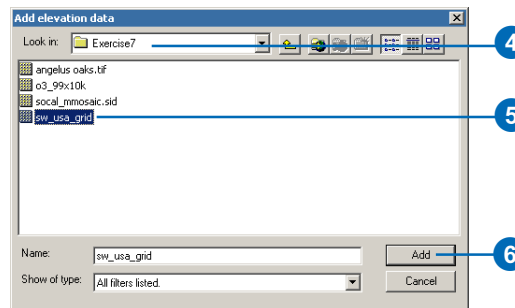 Add elevation data
Look in: Exercise7
4
angelus oaks.tif
o3_99x10k
socal_mmosaic.sid
sw_usa_grid
5
Name: sw_usa_grid Add
6
Show of type: All filters listed. Cancel